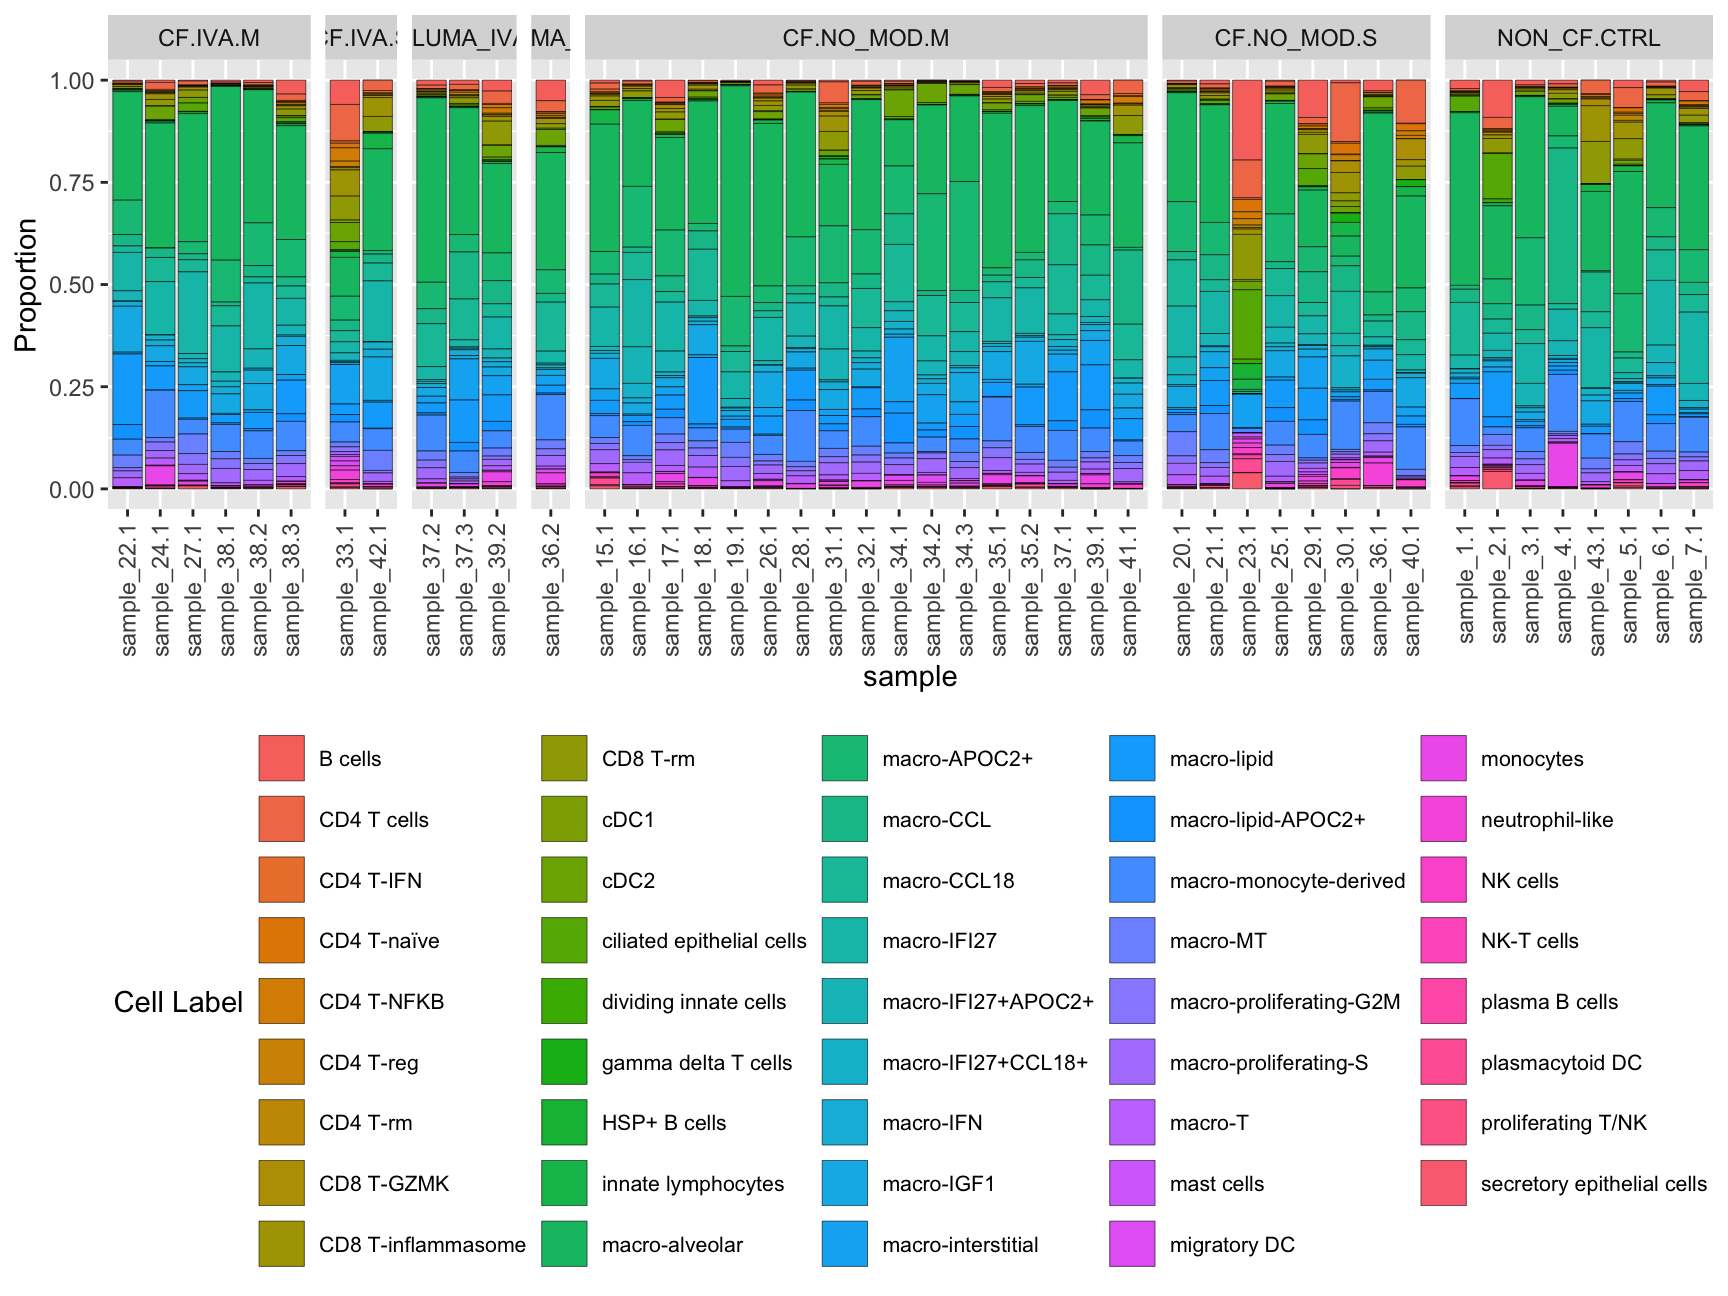 CF.IVA.M CF.IVA.S LUMA_IVA MA_ CF.NO_MOD.M CF.NO_MOD.S NON_CF.CTRL
1.00
0.75
0.50
0.25
0.00
Proportion
sample_22.1 sample_24.1 sample_27.1 sample_38.1 sample_38.2 sample_38.3 sample_33.1 sample_42.1 sample_37.2 sample_37.3 sample_39.2 sample_36.2 sample_15.1 sample_16.1 sample_17.1 sample_18.1 sample_19.1 sample_26.1 sample_28.1 sample_31.1 sample_32.1 sample_34.1 sample_34.2 sample_34.3 sample_35.1 sample_35.2 sample_37.1 sample_39.1 sample_41.1 sample_20.1 sample_21.1 sample_23.1 sample_25.1 sample_29.1 sample_30.1 sample_36.1 sample_40.1 sample_1.1 sample_2.1 sample_3.1 sample_4.1 sample_43.1 sample_5.1 sample_6.1 sample_7.1
sample
Cell Label
B cells
CD4 T cells
CD4 T-IFN
CD4 T-naïve
CD4 T-NFKB
CD4 T-reg
CD4 T-rm
CD8 T-GZMK
CD8 T-inflammasome
CD8 T-rm
cDC1
cDC2
ciliated epithelial cells
dividing innate cells
gamma delta T cells
HSP+ B cells
innate lymphocytes
macro-alveolar
macro-APOC2+
macro-CCL
macro-CCL18
macro-IFI27
macro-IFI27+APOC2+
macro-IFI27+CCL18+
macro-IFN
macro-IGF1
macro-interstitial
macro-lipid
macro-lipid-APOC2+
macro-monocyte-derived
macro-MT
macro-proliferating-G2M
macro-proliferating-S
macro-T
mast cells
migratory DC
monocytes
neutrophil-like
NK cells
NK-T cells
plasma B cells
plasmacytoid DC
proliferating T/NK
secretory epithelial cells